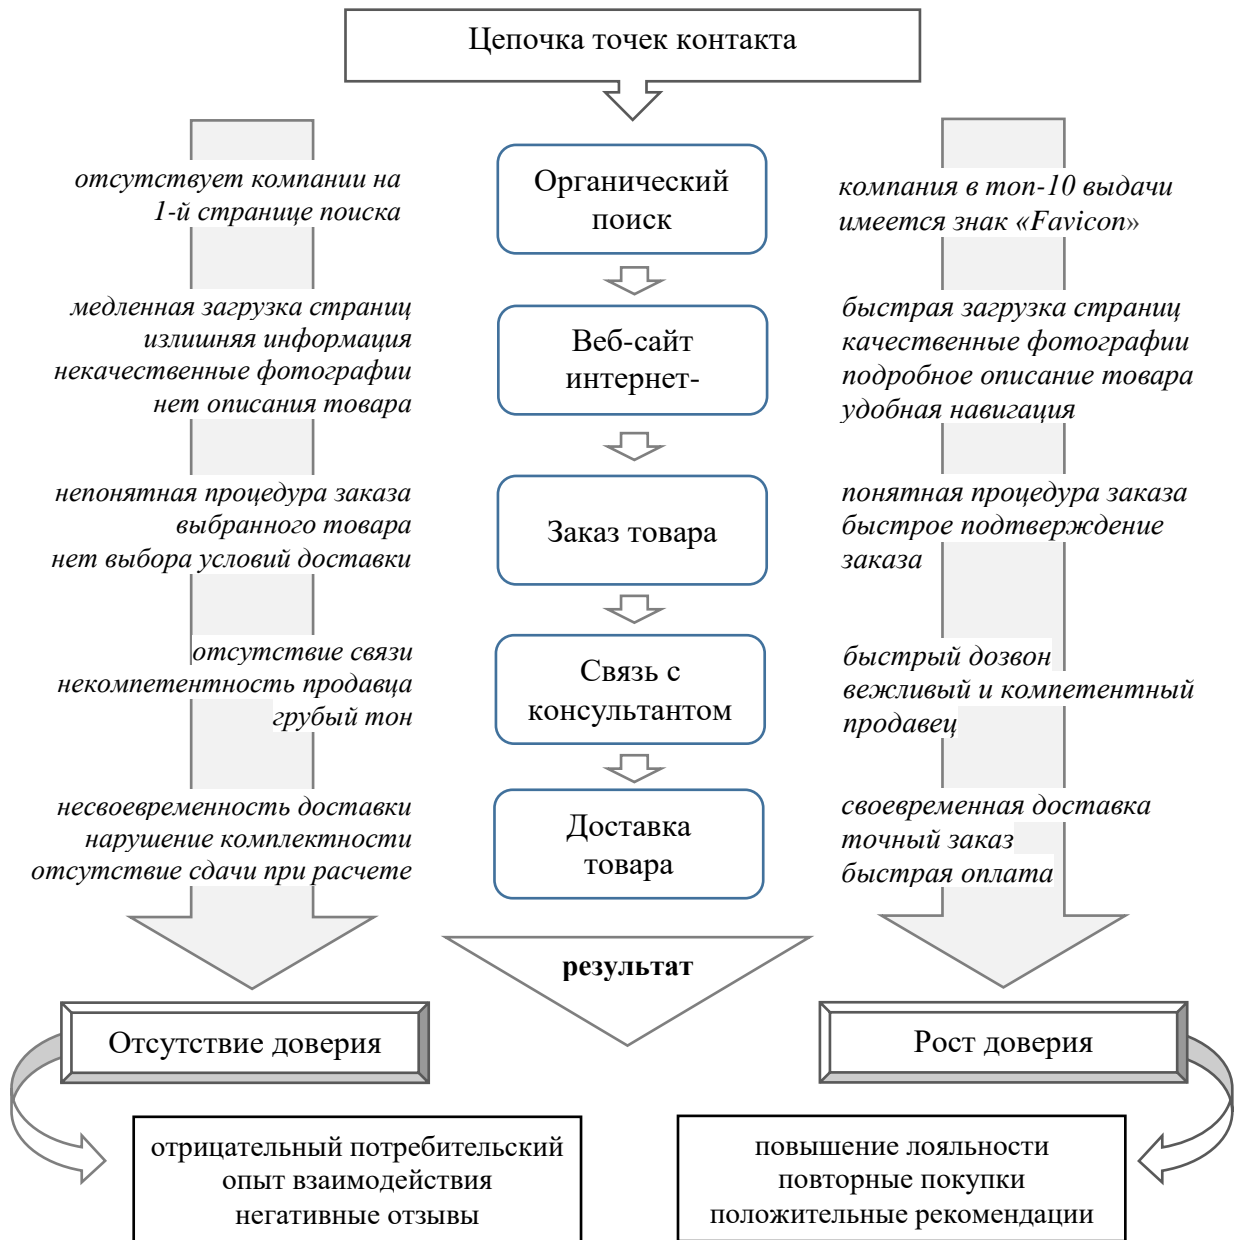 Цепочка точек контакта
отсутствует компании на
1-й странице поиска
Органический
поиск
компания в топ-10 выдачи
имеется знак «Favicon»
медленная загрузка страниц
излишняя информация
некачественные фотографии
нет описания товара
Веб-сайт
интернет-
быстрая загрузка страниц
качественные фотографии
подробное описание товара
удобная навигация
непонятная процедура заказа
выбранного товара
нет выбора условий доставки
Заказ товара
понятная процедура заказа
быстрое подтверждение
заказа
отсутствие связи
некомпетентность продавца
грубый тон
Связь с
консультантом
быстрый дозвон
вежливый и компетентный
продавец
несвоевременность доставки
нарушение комплектности
отсутствие сдачи при расчете
Доставка
товара
своевременная доставка
точный заказ
быстрая оплата
результат
Отсутствие доверия
Рост доверия
отрицательный потребительский
опыт взаимодействия
негативные отзывы
повышение лояльности
повторные покупки
положительные рекомендации